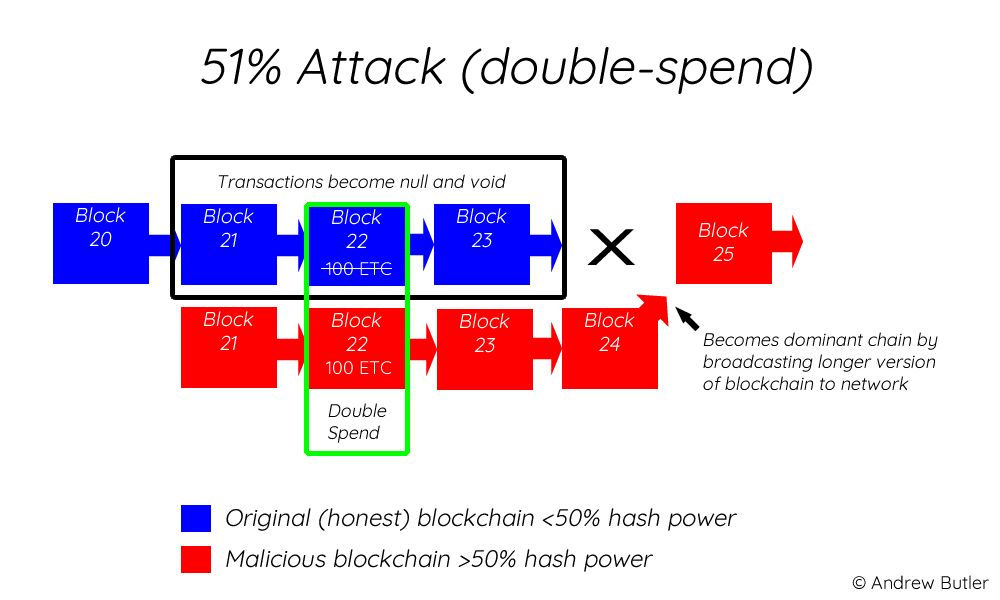 51% Attack (double-spend)
Transactions become null and void
Block
20
Block
21
Block
22
100 ETC
Block
23
Block
25
Block
21
Block
22
100 ETC
Block
23
Block
24
Becomes dominant chain by
broadcasting longer version
of blockchain to network
Double
Spend
Original (honest) blockchain <50% hash power
Malicious blockchain >50% hash power
© Andrew Butler